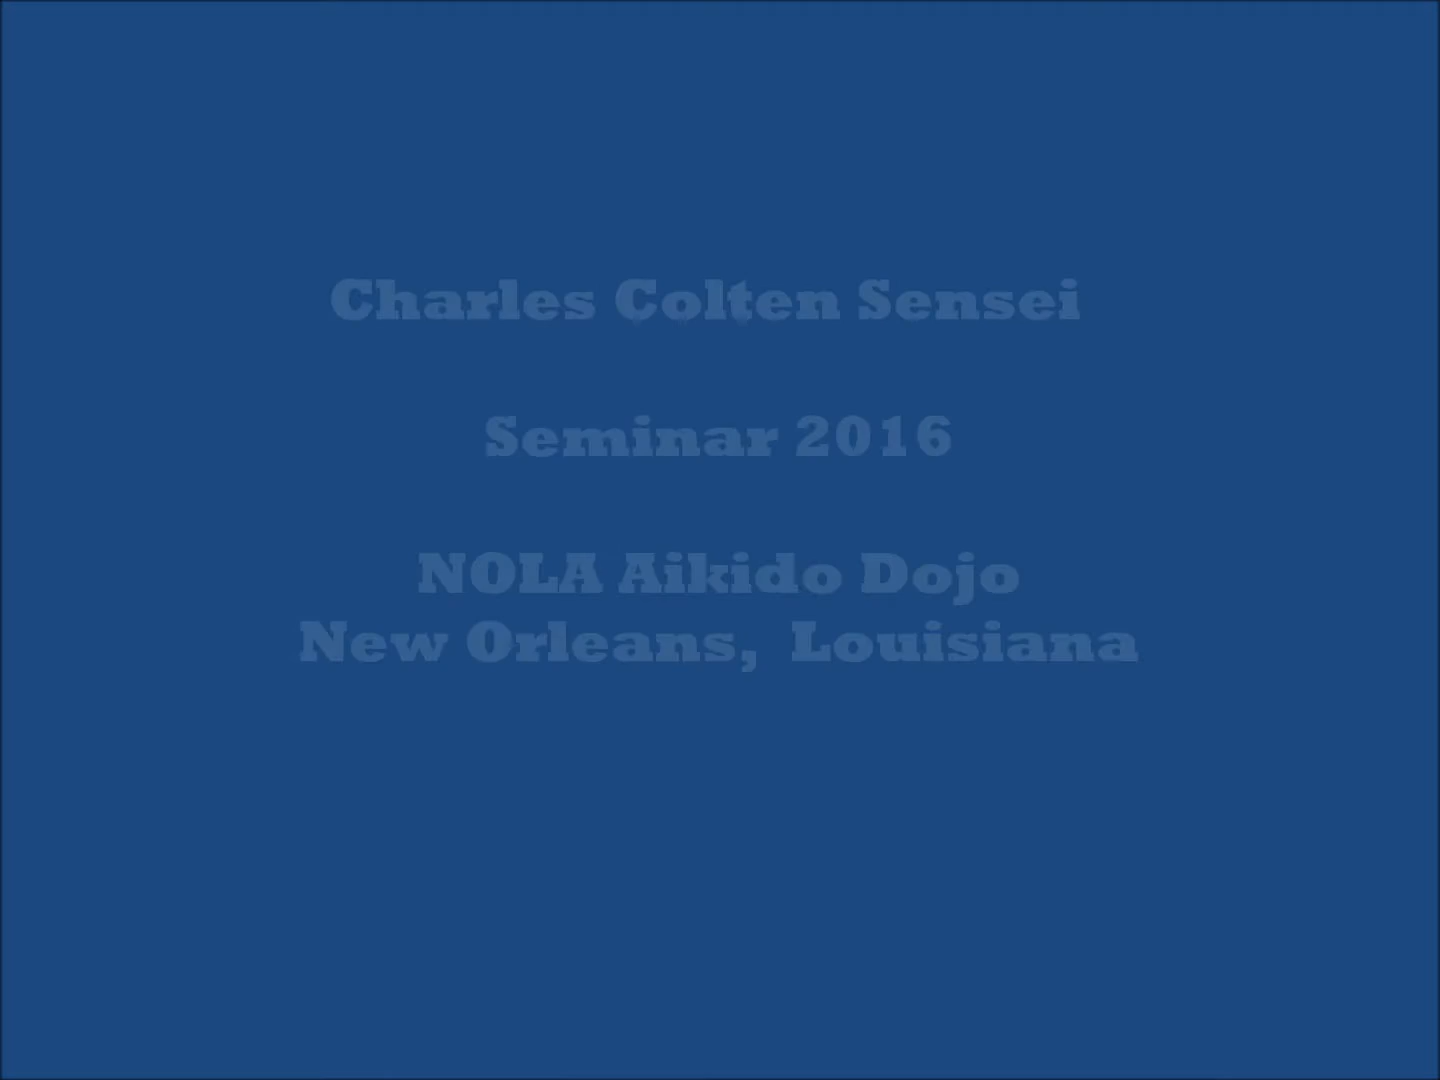 Charles Colten Sensei
Seminar 2016
NOLA Aikido Dojo
New Orleans, Louisiana